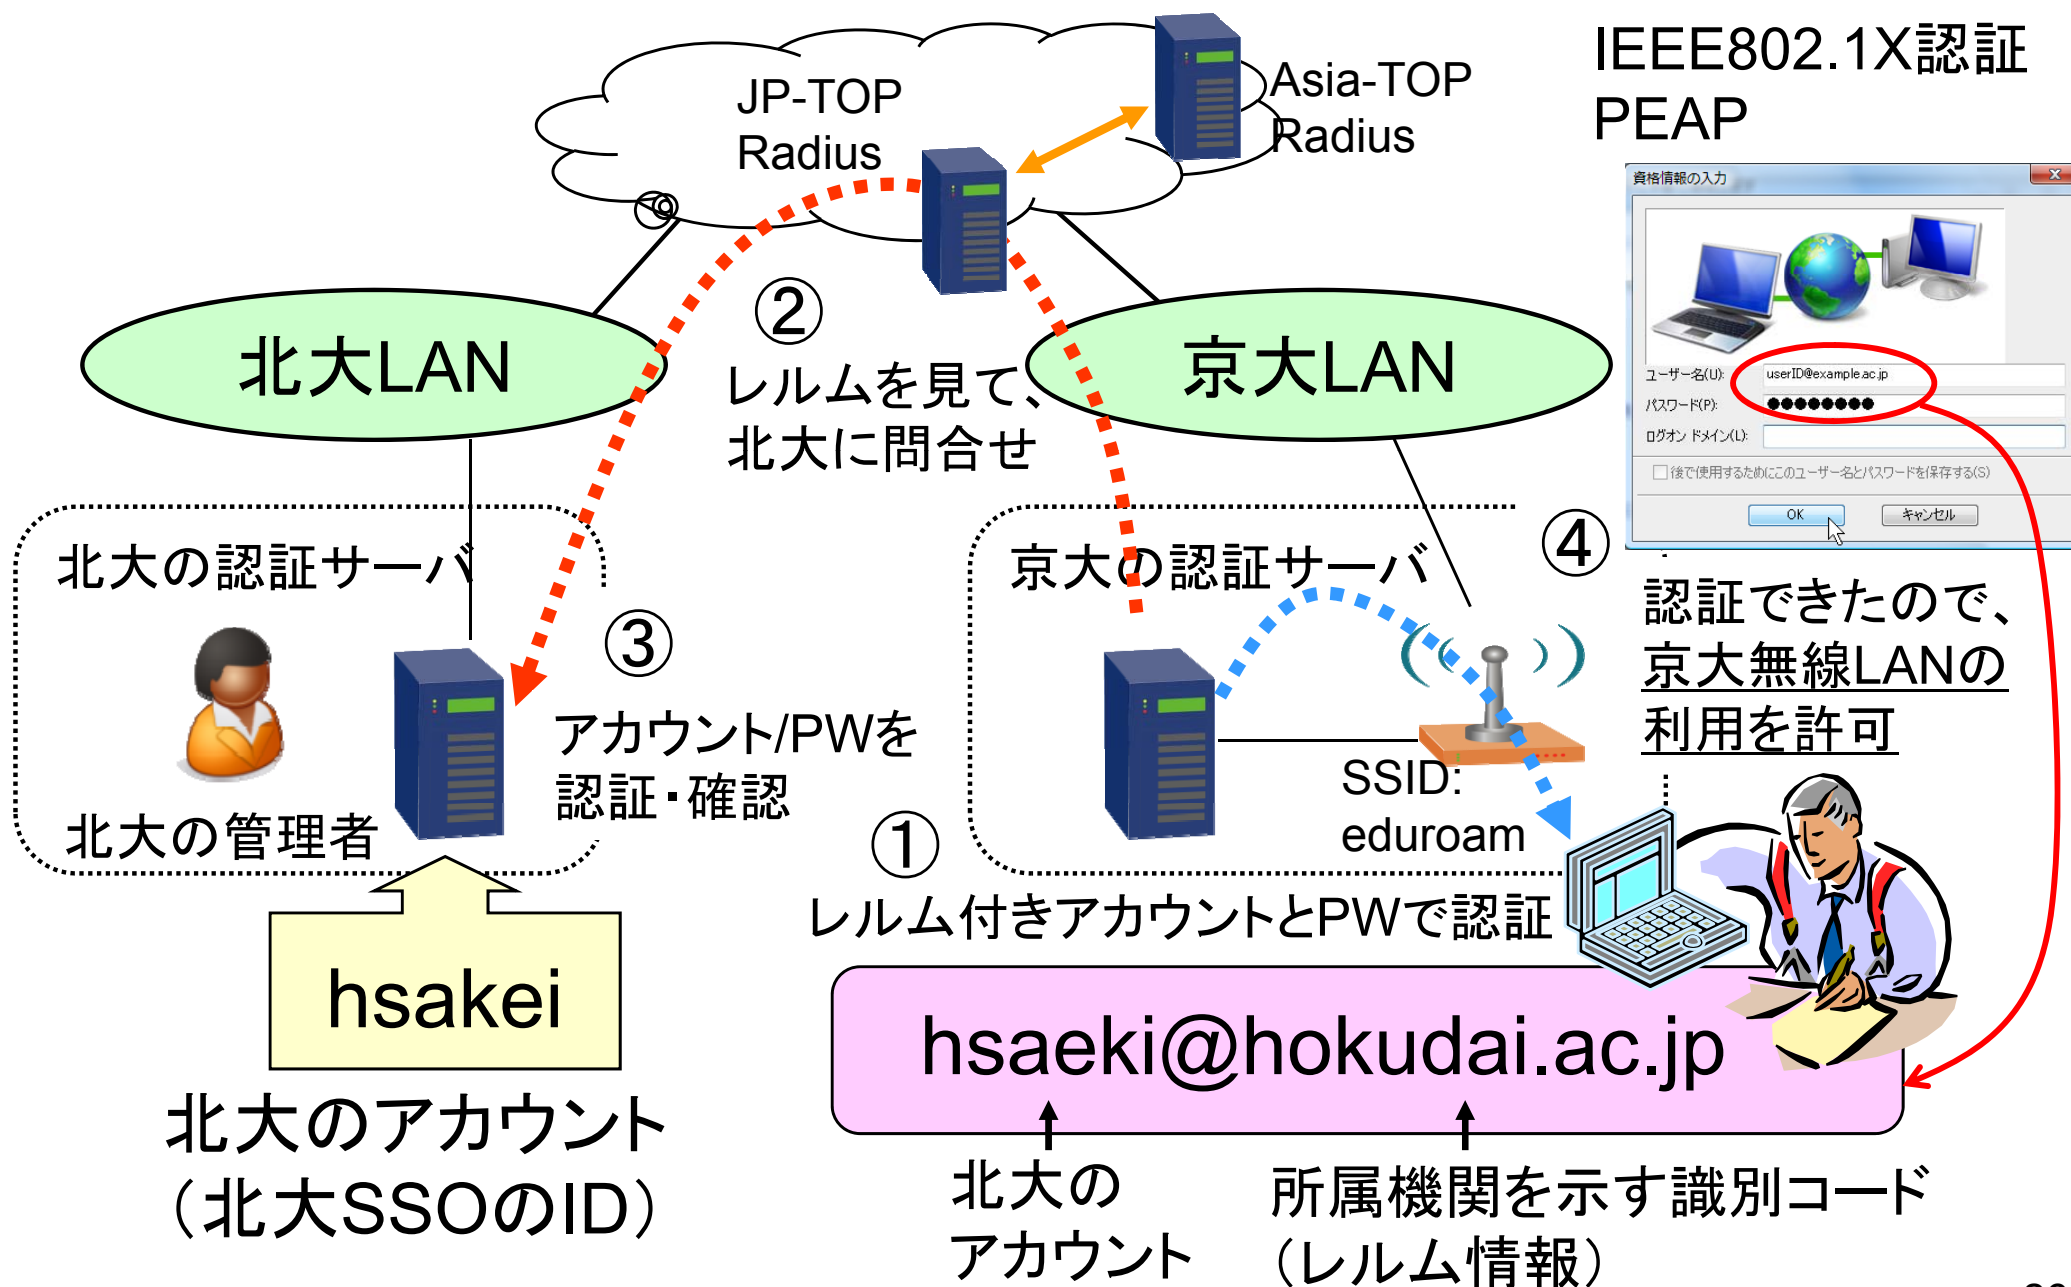 JP-TOP
Radius
Asia-TOP
Radius
IEEE802.1X認証
PEAP
資格情報の入力
ユーザー名(U):
userID@example.ac.jp
パスワード(P):
●●●●●●●●
ログオン ドメイン(L):
後で使用するためにこのユーザー名とパスワードを保存する(S)
OK
キャンセル
北大LAN
京大LAN
②
レルムを見て、
北大に問合せ
北大の認証サーバ
京大の認証サーバ
④
認証できたので、
京大無線LANの
利用を許可
③
アカウント/PWを
認証・確認
北大の管理者
SSID:
eduroam
①
レルム付きアカウントとPWで認証
hsakei
hsaeki@hokudai.ac.jp
北大のアカウント
（北大SSOのID）
北大の
アカウント
所属機関を示す識別コード
（レルム情報）